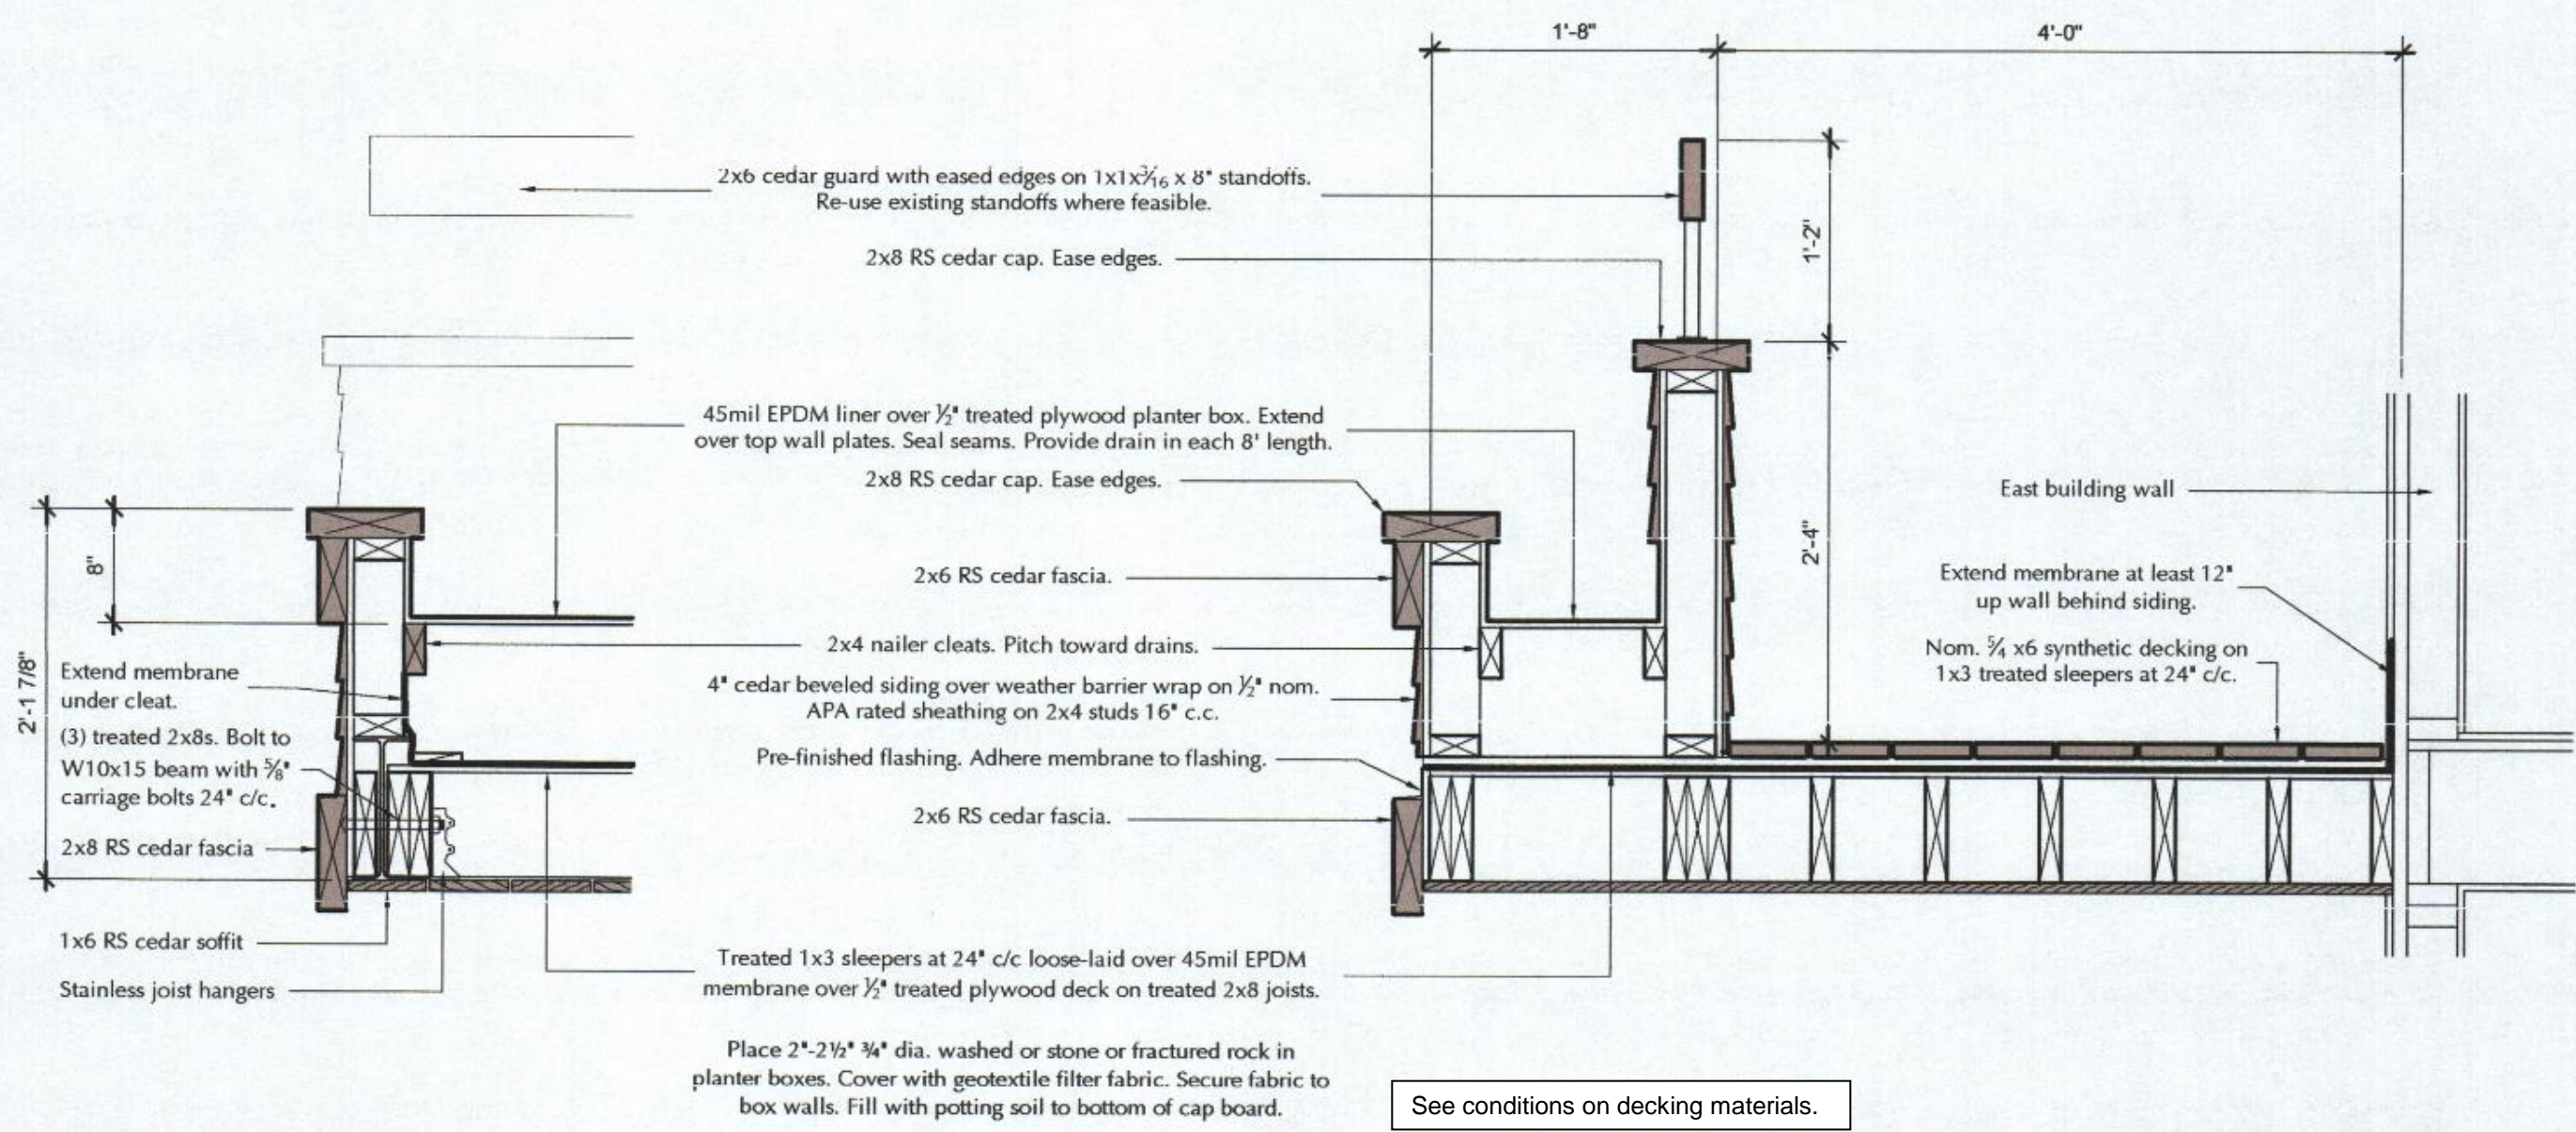 1'-8"
4'-0"
2x6 cedar guard with eased edges on 1x1x3⁄16 x 8" standoffs.
Re-use existing standoffs where feasible.
2x8 RS cedar cap. Ease edges.
1'-2"
45mil EPDM liner over ½" treated plywood planter box. Extend
over top wall plates. Seal seams. Provide drain in each 8' length.
2x8 RS cedar cap. Ease edges.
East building wall
8"
2x6 RS cedar fascia.
2'-4"
Extend membrane at least 12"
up wall behind siding.
2'-1 7/8"
Extend membrane
under cleat.
2x4 nailer cleats. Pitch toward drains.
Nom. 5⁄4 x6 synthetic decking on
1x3 treated sleepers at 24" c/c.
4" cedar beveled siding over weather barrier wrap on ½" nom.
APA rated sheathing on 2x4 studs 16" c.c.
(3) treated 2x8s. Bolt to
W10x15 beam with ⅝"
carriage bolts 24" c/c.
Pre-finished flashing. Adhere membrane to flashing.
2x6 RS cedar fascia.
2x8 RS cedar fascia
1x6 RS cedar soffit
Stainless joist hangers
Treated 1x3 sleepers at 24" c/c loose-laid over 45mil EPDM
membrane over ½" treated plywood deck on treated 2x8 joists.
Place 2"-2½" ¾" dia. washed or stone or fractured rock in
planter boxes. Cover with geotextile filter fabric. Secure fabric to
box walls. Fill with potting soil to bottom of cap board.
See conditions on decking materials.